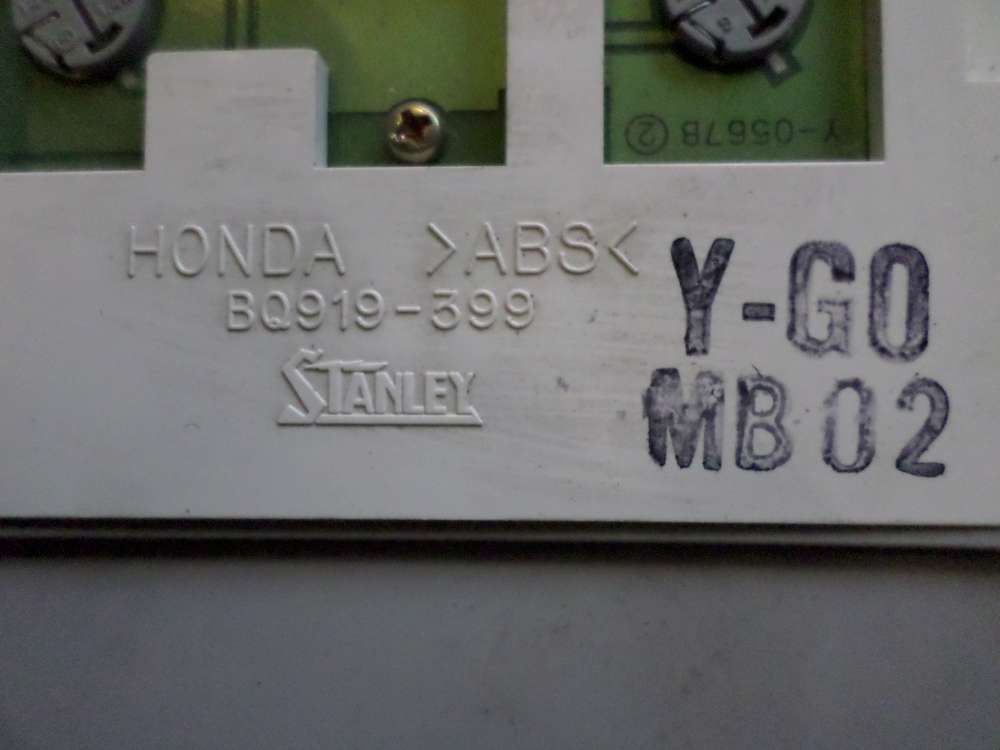 Y-0567B ②
HONDA >ABS<
BQ919-399
STANLEY
Y-G0
MB02